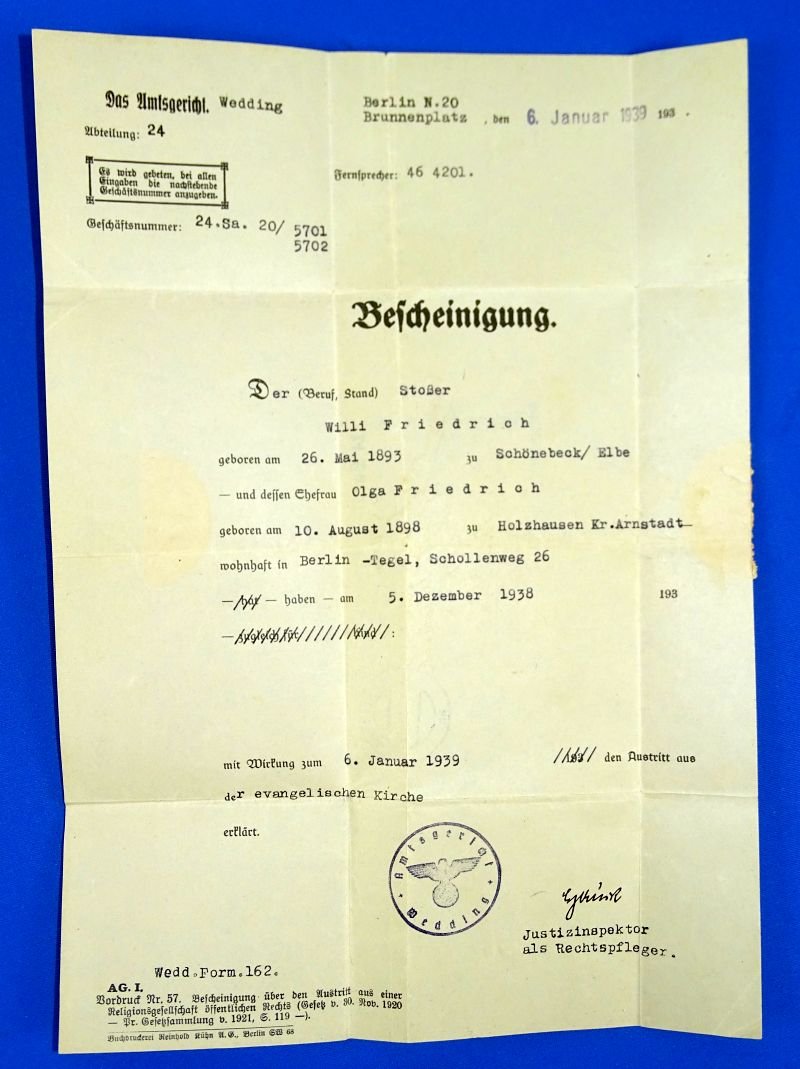 Das Amtsgericht. Wedding
Abteilung: 24
Berlin N.20
Brunnenplatz, den 6. Januar 1939 193 .
Es wird gebeten, bei allen
Eingaben die nachstehende
Geschäftsnummer anzugeben.
Fernsprecher: 46 4201.
Geschäftsnummer: 24.Sa. 20/ 5701
5702
Bescheinigung.
Der (Beruf, Stand) Stoßer
Willi Friedrich
geboren am 26. Mai 1893 zu Schönebeck/ Elbe
— und dessen Ehefrau Olga Friedrich
geboren am 10. August 1898 zu Holzhausen Kr.Arnstadt—
wohnhaft in Berlin -Tegel, Schollenweg 26
— hat — haben — am 5. Dezember 1938 193
— zugleich für kind :
mit Wirkung zum 6. Januar 1939 193 den Austritt aus
der evangelischen Kirche
erklärt.
Amtsgericht
Wedding
Justizinspektor
als Rechtspfleger.
Wedd.Form.162.
AG. I.
Vordruck Nr. 57. Bescheinigung über den Austritt aus einer
Religionsgesellschaft öffentlichen Rechts (Gesetz v. 30. Nov. 1920
— Pr. Gesetzsammlung v. 1921, S. 119 —).
Buchdruckerei Reinhold Kühn A.G., Berlin SW 68